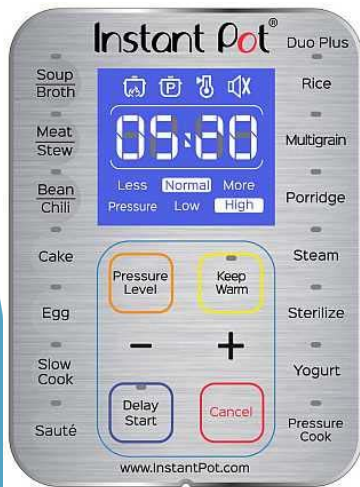 Instant Pot® Duo Plus
Soup
Broth
Rice
Meat
Stew
05:00
Multigrain
Less Normal More
Pressure Low High
Bean
Chili
Porridge
Cake
Pressure
Level
Keep
Warm
Steam
Egg
− +
Sterilize
Slow
Cook
Yogurt
Delay
Start
Cancel
Sauté
Pressure
Cook
www.InstantPot.com